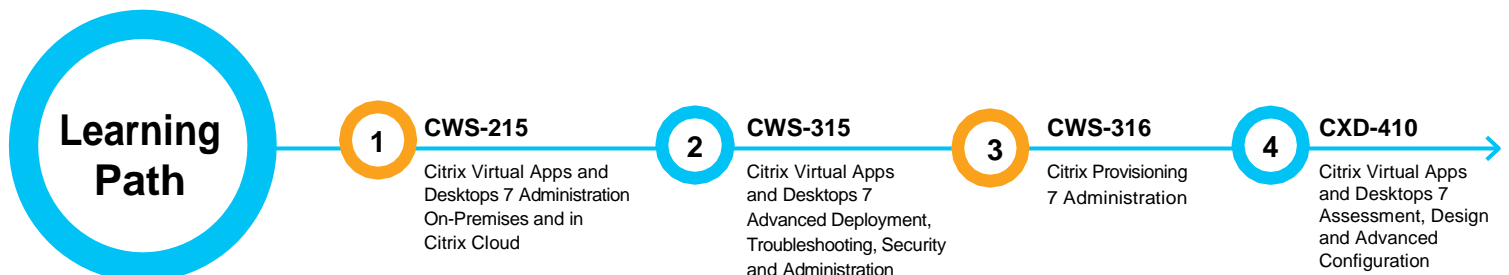 Learning
Path
1
CWS-215
Citrix Virtual Apps and
Desktops 7 Administration
On-Premises and in
Citrix Cloud
2
CWS-315
Citrix Virtual Apps
and Desktops 7
Advanced Deployment,
Troubleshooting, Security
and Administration
3
CWS-316
Citrix Provisioning
7 Administration
4
CXD-410
Citrix Virtual Apps
and Desktops 7
Assessment, Design
and Advanced
Configuration